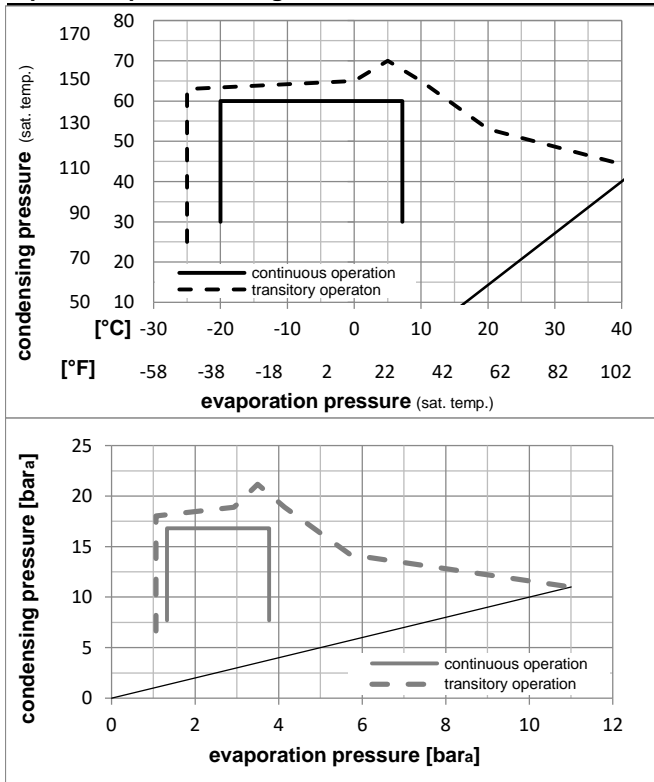 170 80
70
150 60
130 50
110 40
90 30
70 20
50 10
condensing pressure (sat. temp.)
continuous operation
transitory operaton
[°C] -30 -20 -10 0 10 20 30 40
[°F] -58 -38 -18 2 22 42 62 82 102
evaporation pressure (sat. temp.)
25
20
15
10
5
0
condensing pressure [bara]
continuous operation
transitory operation
0 2 4 6 8 10 12
evaporation pressure [bara]